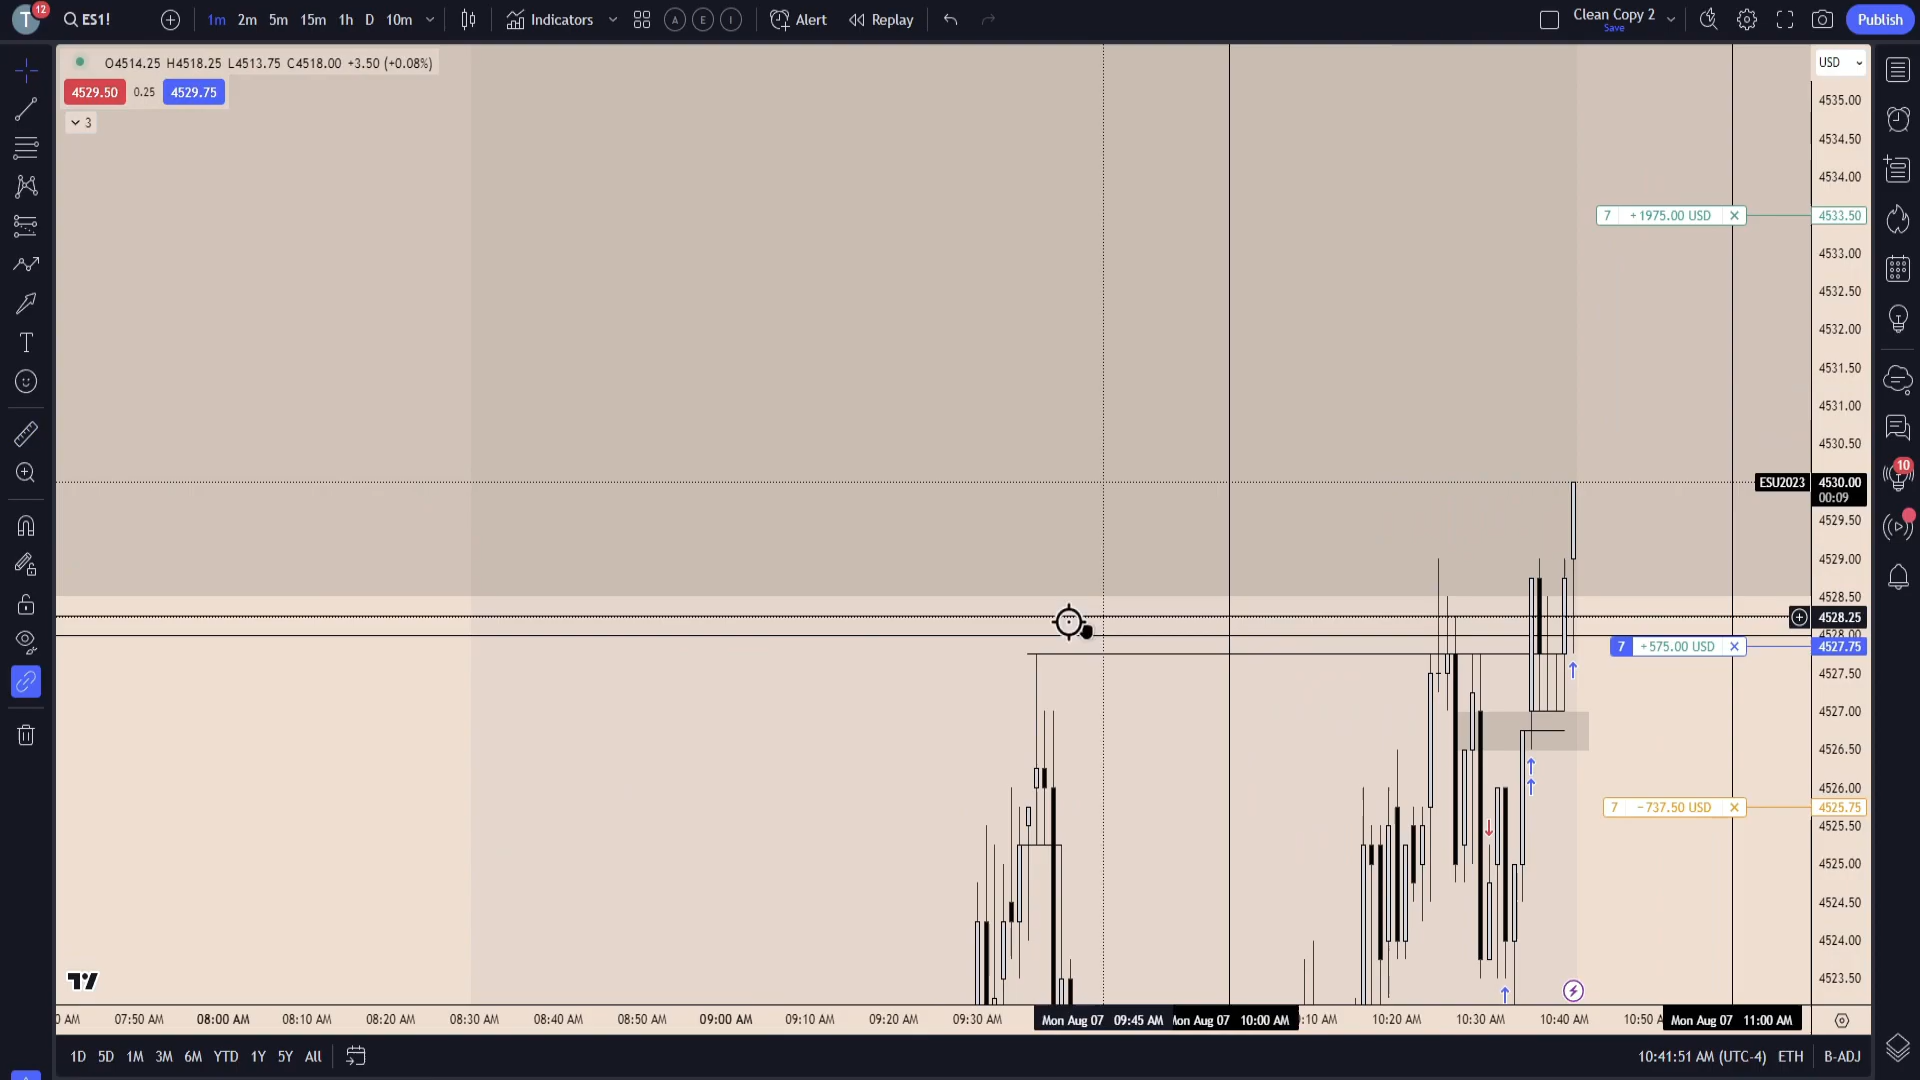 T 12 ES1! 1m 2m 5m 15m 1h D 10m Indicators A E I Alert Replay Clean Copy 2 Publish
Save
O4514.25 H4518.25 L4513.75 C4518.00 +3.50 (+0.08%) USD
4529.50 0.25 4529.75
3
4535.00
4534.50
4534.00
7 +1975.00 USD 4533.50
4533.00
4532.50
4532.00
4531.50
4531.00
4530.50
10
ESU2023 4530.00
00:09
4529.50
4529.00
4528.50
4528.25
4528.00
7 +575.00 USD 4527.75
4527.50
4527.00
4526.50
4526.00
7 −737.50 USD 4525.75
4525.50
4525.00
4524.50
4524.00
4523.50
AM 07:50 AM 08:00 AM 08:10 AM 08:20 AM 08:30 AM 08:40 AM 08:50 AM 09:00 AM 09:10 AM 09:20 AM 09:30 AM Mon Aug 07 09:45 AM Mon Aug 07 10:00 AM :10 AM 10:20 AM 10:30 AM 10:40 AM 10:50 A Mon Aug 07 11:00 AM
1D 5D 1M 3M 6M YTD 1Y 5Y All 10:41:51 AM (UTC-4) ETH B-ADJ